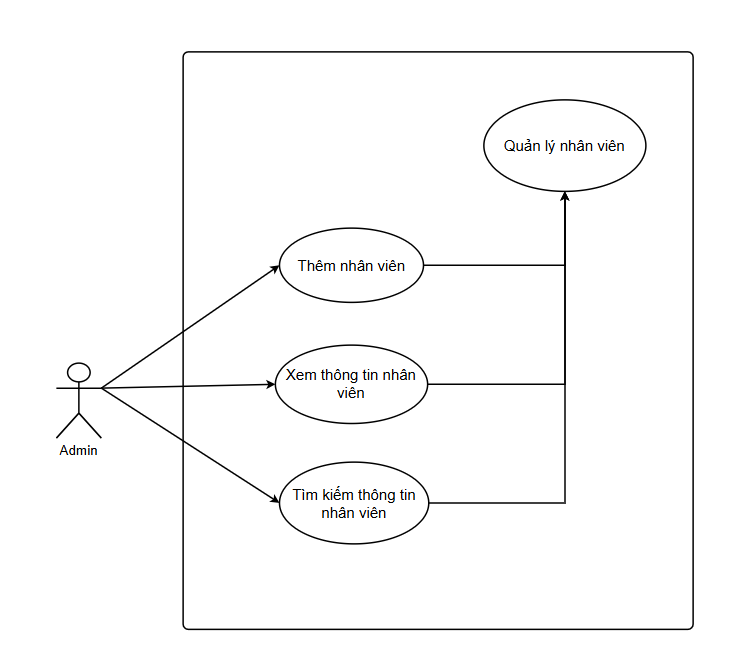 Quản lý nhân viên
Thêm nhân viên
Xem thông tin nhân
viên
Admin
Tìm kiếm thông tin
nhân viên